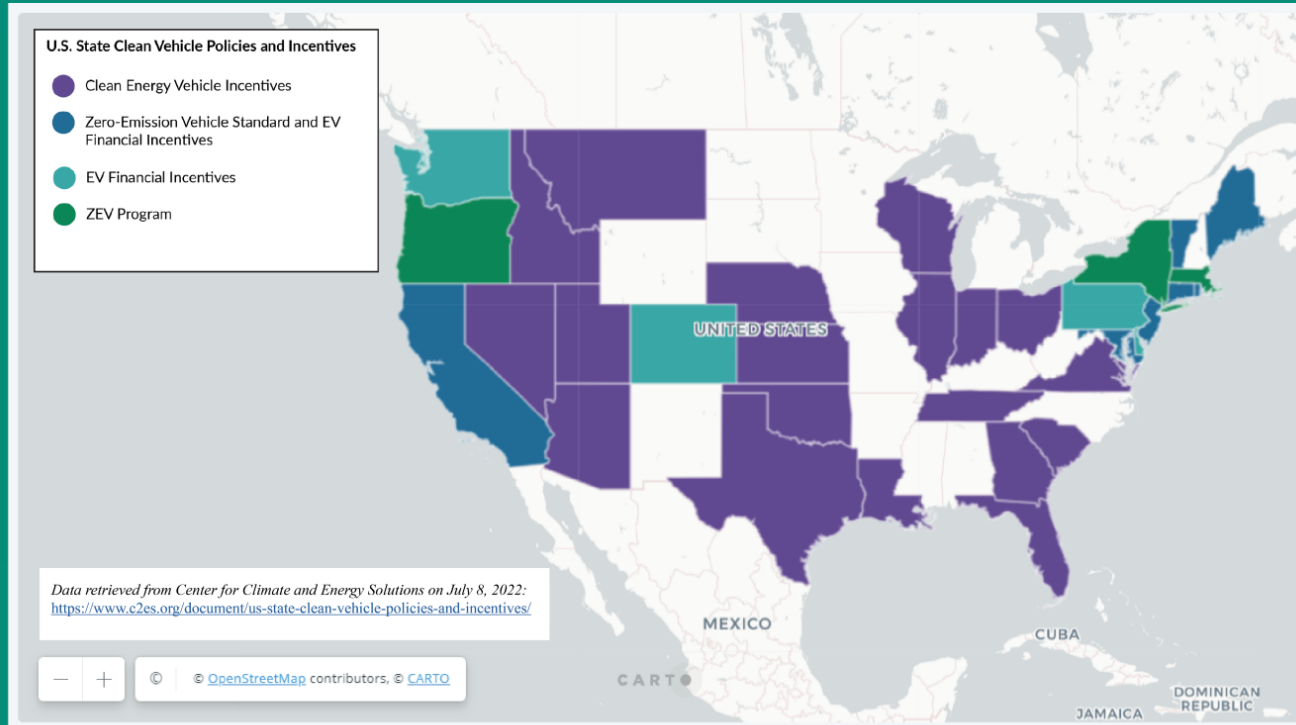 U.S. State Clean Vehicle Policies and Incentives
Clean Energy Vehicle Incentives
Zero-Emission Vehicle Standard and EV
Financial Incentives
EV Financial Incentives
ZEV Program
UNITED STATES
Data retrieved from Center for Climate and Energy Solutions on July 8, 2022:
https://www.c2es.org/document/us-state-clean-vehicle-policies-and-incentives/
MEXICO
CUBA
− + © © OpenStreetMap contributors, © CARTO
CARTO
DOMINICAN
REPUBLIC
JAMAICA